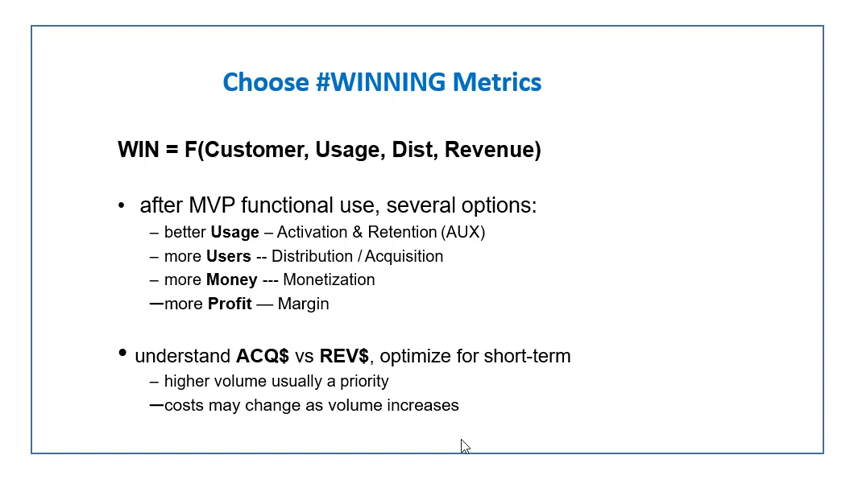 Choose #WINNING Metrics
WIN = F(Customer, Usage, Dist, Revenue)
• after MVP functional use, several options:
– better Usage – Activation & Retention (AUX)
– more Users -- Distribution / Acquisition
– more Money --- Monetization
—more Profit — Margin
• understand ACQ$ vs REV$, optimize for short-term
– higher volume usually a priority
—costs may change as volume increases